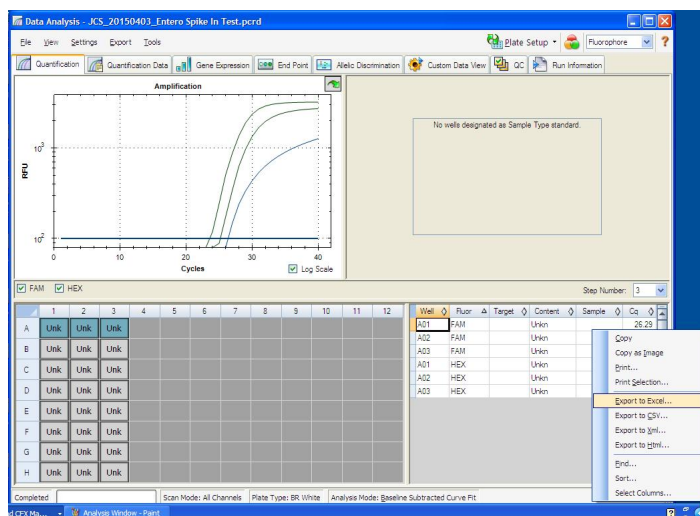 Data Analysis - JCS_20150403_Entero Spike In Test.pcrd
File View Settings Export Tools
Plate Setup Fluorophore ?
Quantification Quantification Data Gene Expression End Point Allelic Discrimination Custom Data View QC Run Information
Amplification
RFU
10³
10²
0 10 20 30 40
Cycles
Log Scale
No wells designated as Sample Type standard.
FAM HEX
Step Number: 3
1 2 3 4 5 6 7 8 9 10 11 12
A Unk Unk Unk
B Unk Unk Unk
C Unk Unk Unk
D Unk Unk Unk
E Unk Unk Unk
F Unk Unk Unk
G Unk Unk Unk
H Unk Unk Unk
Well Fluor Target Content Sample Cq
A01 FAM Unkn 26.29
A02 FAM Unkn
A03 FAM Unkn
A01 HEX Unkn
A02 HEX Unkn
A03 HEX Unkn
Copy
Copy as Image
Print...
Print Selection...
Export to Excel...
Export to CSV...
Export to Xml...
Export to Html...
Find...
Sort...
Select Columns...
Completed Scan Mode: All Channels Plate Type: BR White Analysis Mode: Baseline Subtracted Curve Fit
d CFX Ma... Analysis Window - Paint ?